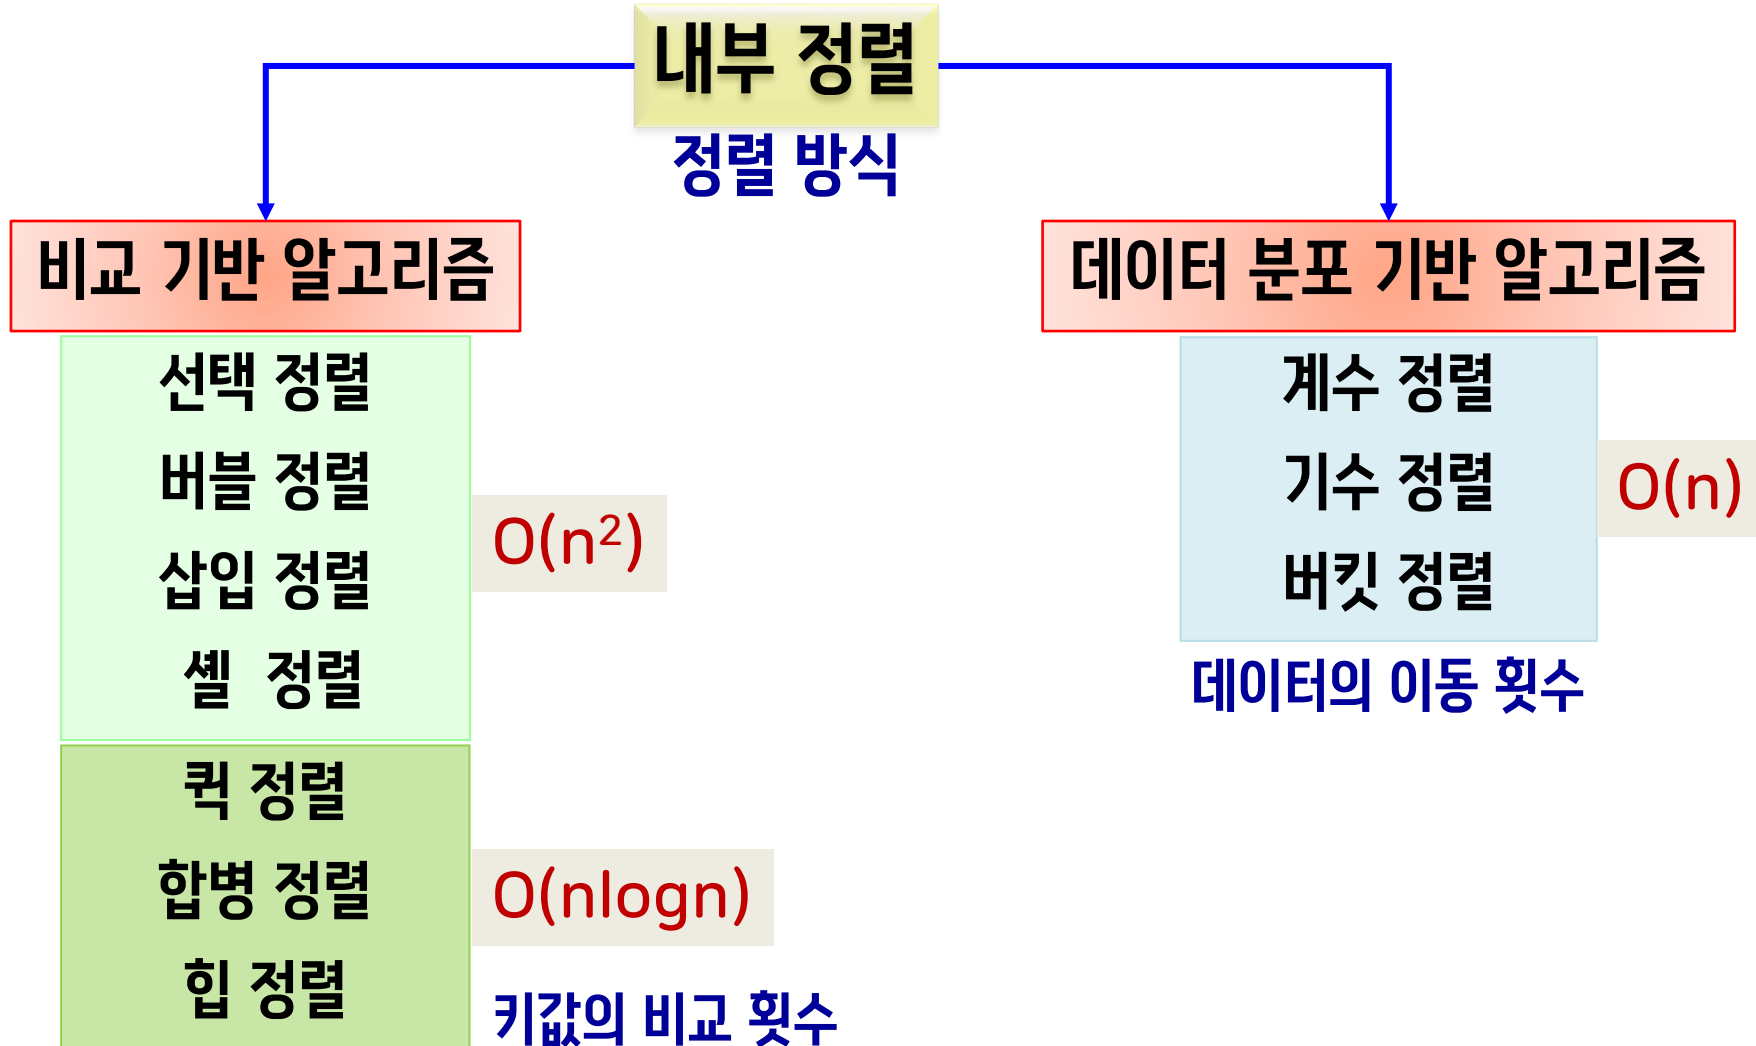 내부 정렬
정렬 방식
비교 기반 알고리즘
선택 정렬
버블 정렬
삽입 정렬
셸 정렬
O(n²)
퀵 정렬
합병 정렬
힙 정렬
O(nlogn)
키값의 비교 횟수
데이터 분포 기반 알고리즘
계수 정렬
기수 정렬
버킷 정렬
O(n)
데이터의 이동 횟수